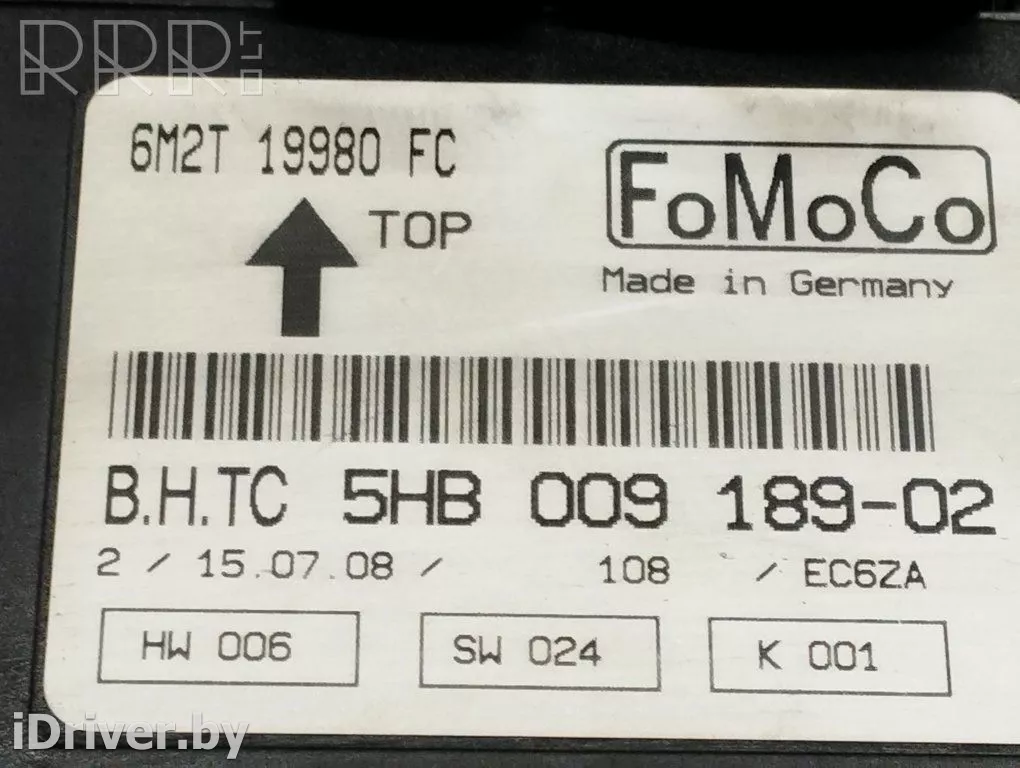 RRR.LT
6M2T 19980 FC
TOP
FoMoCo
Made in Germany
B.H.TC 5HB 009 189-02
2 / 15.07.08 / 108 / EC6ZA
HW 006
SW 024
K 001
iDriver.by